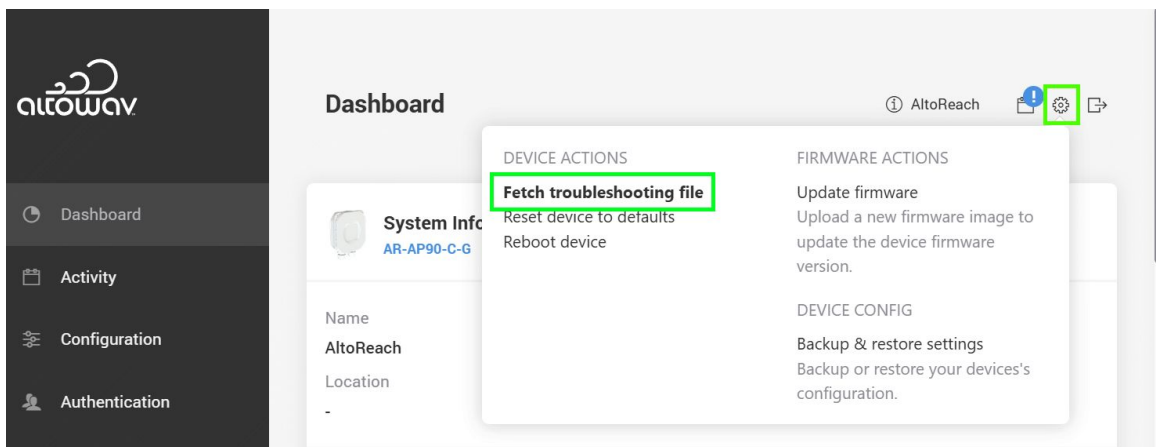 altowav
Dashboard
AltoReach
Dashboard
Activity
Configuration
Authentication
System Info
AR-AP90-C-G
Name
AltoReach
Location
-
DEVICE ACTIONS
Fetch troubleshooting file
Reset device to defaults
Reboot device
FIRMWARE ACTIONS
Update firmware
Upload a new firmware image to
update the device firmware
version.
DEVICE CONFIG
Backup & restore settings
Backup or restore your devices's
configuration.